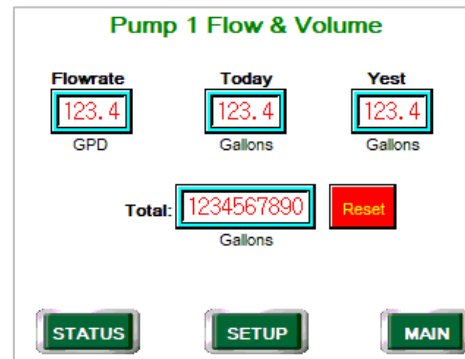 Pump 1 Flow & Volume
Flowrate Today Yest
123.4 123.4 123.4
GPD Gallons Gallons
Total: 1234567890 Reset
Gallons
STATUS SETUP MAIN